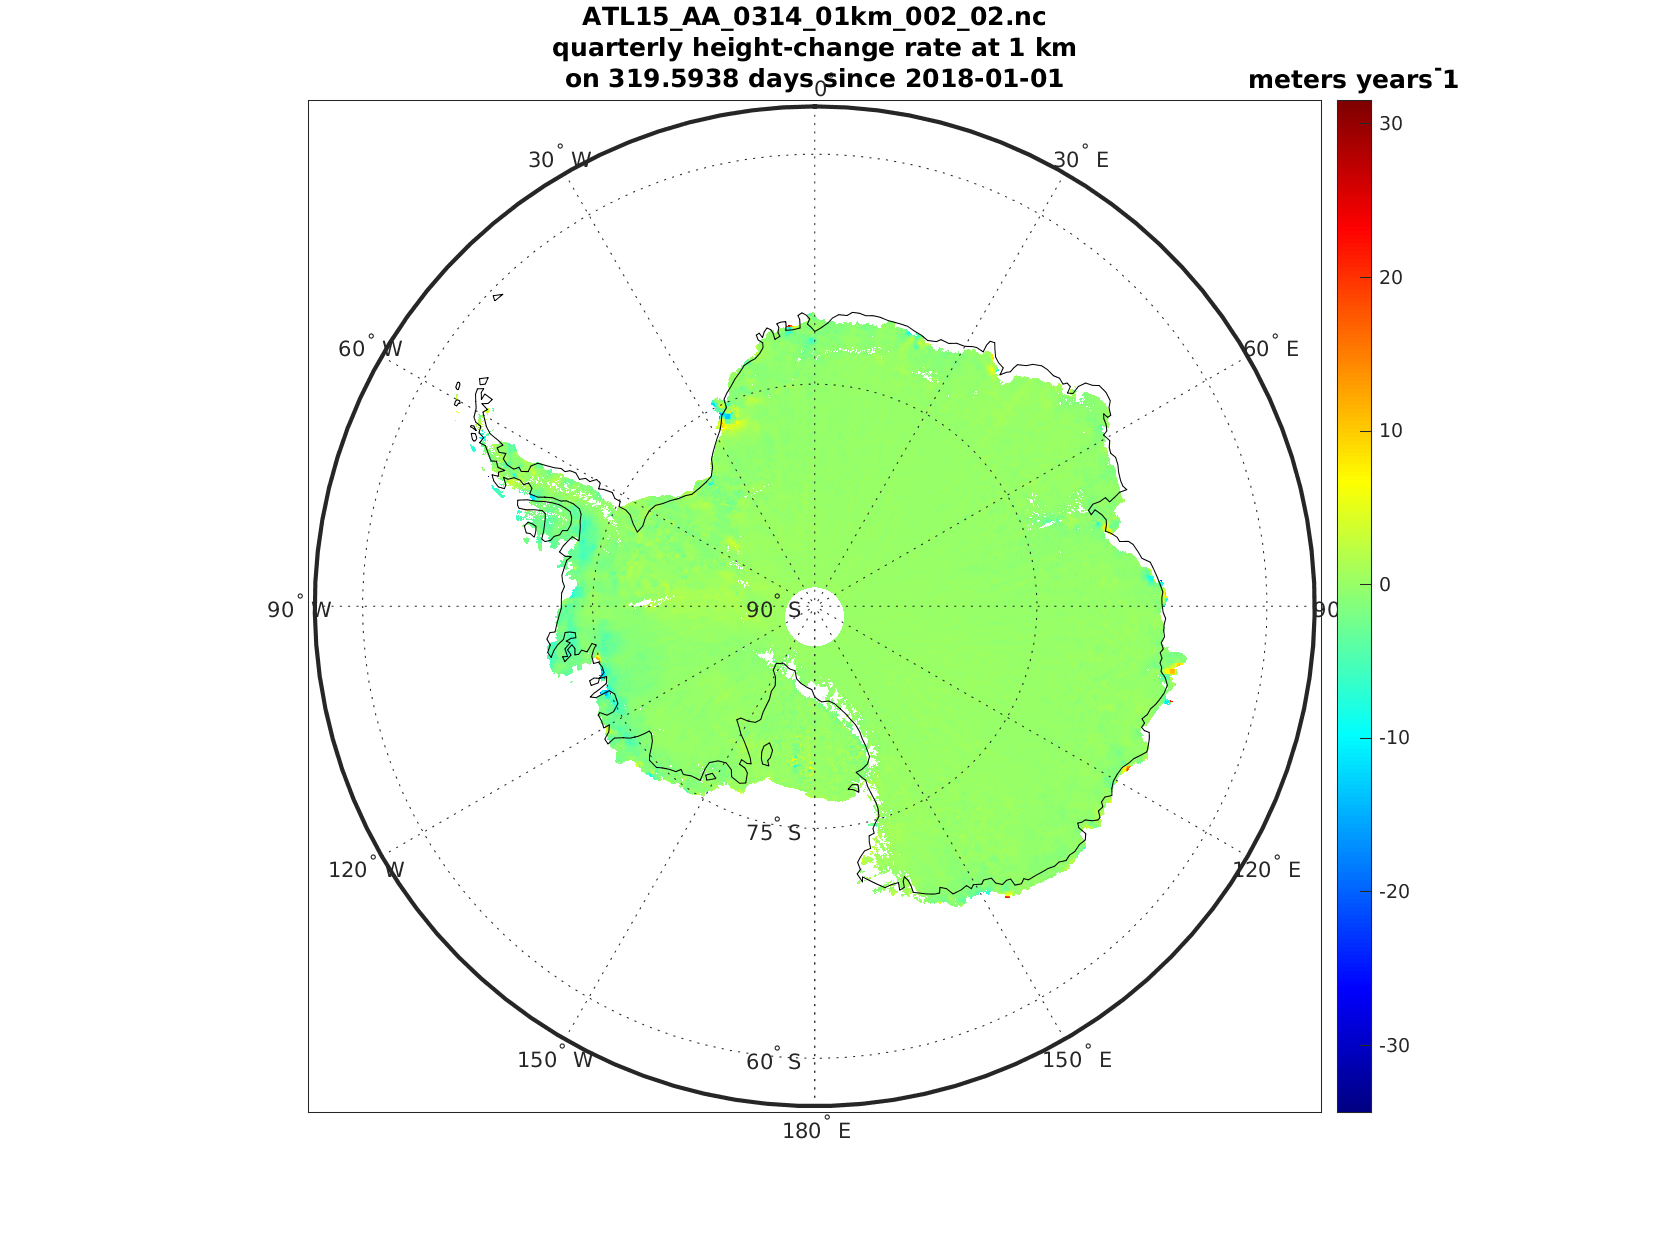 ATL15_AA_0314_01km_002_02.nc
quarterly height-change rate at 1 km
on 319.5938 days since 2018-01-01
meters years⁻1
0°
30° W
30° E
60° W
60° E
90° W
90° S
90
120° W
75° S
120° E
150° W
60° S
150° E
180° E
30
20
10
0
-10
-20
-30